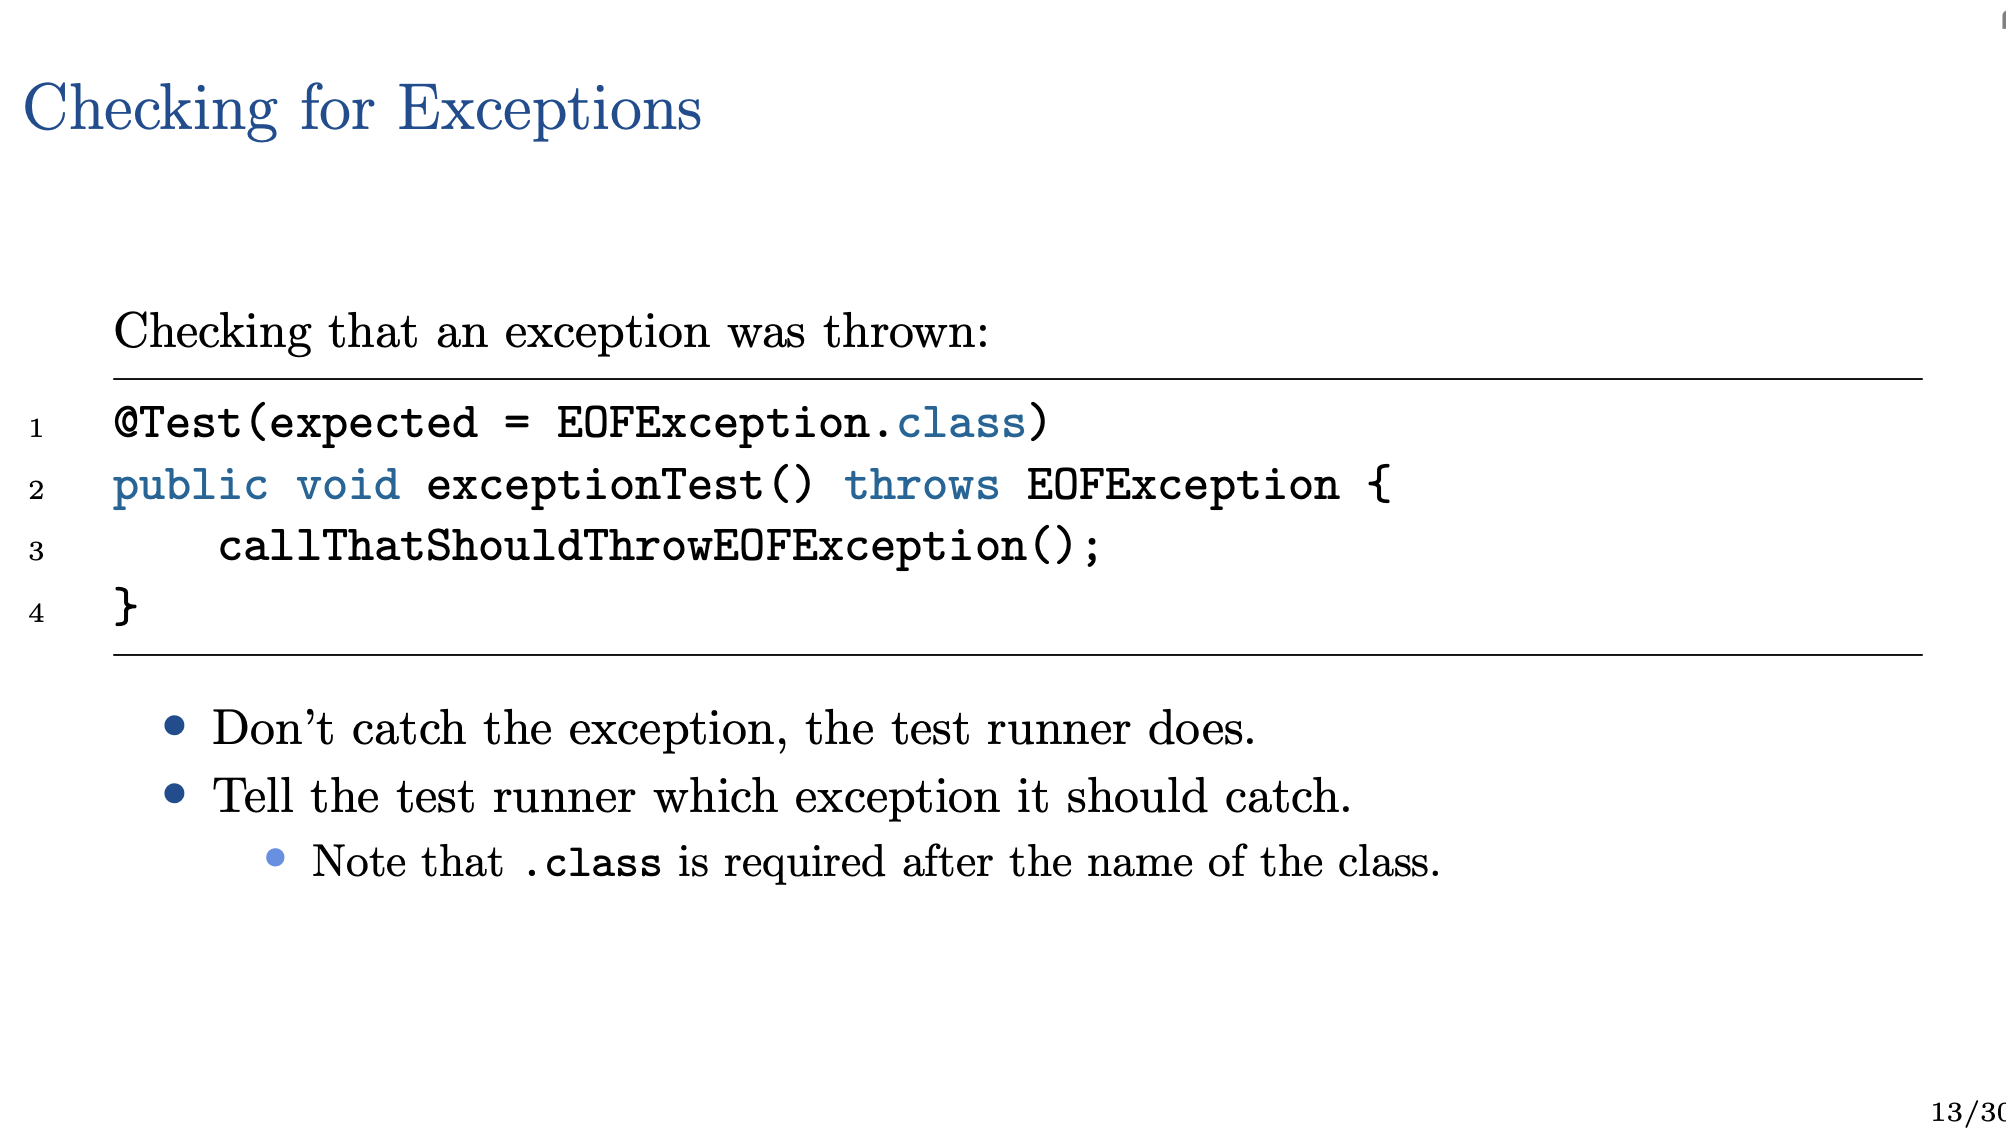 Checking for Exceptions
Checking that an exception was thrown:
1 @Test(expected = EOFException.class)
2 public void exceptionTest() throws EOFException {
3 callThatShouldThrowEOFException();
4 }
• Don't catch the exception, the test runner does.
• Tell the test runner which exception it should catch.
• Note that .class is required after the name of the class.
13/30